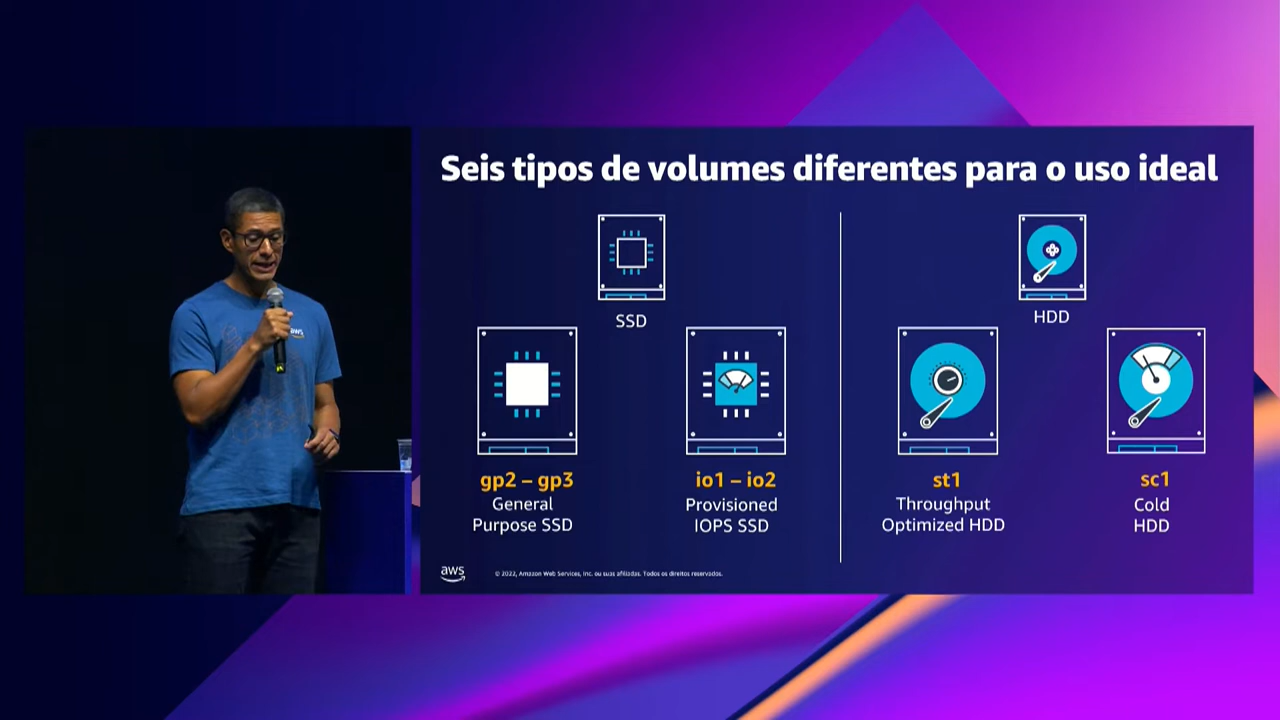 Seis tipos de volumes diferentes para o uso ideal
SSD
HDD
gp2 – gp3
General
Purpose SSD
io1 – io2
Provisioned
IOPS SSD
st1
Throughput
Optimized HDD
sc1
Cold
HDD
aws
© 2022, Amazon Web Services, Inc. ou suas afiliadas. Todos os direitos reservados.
aws